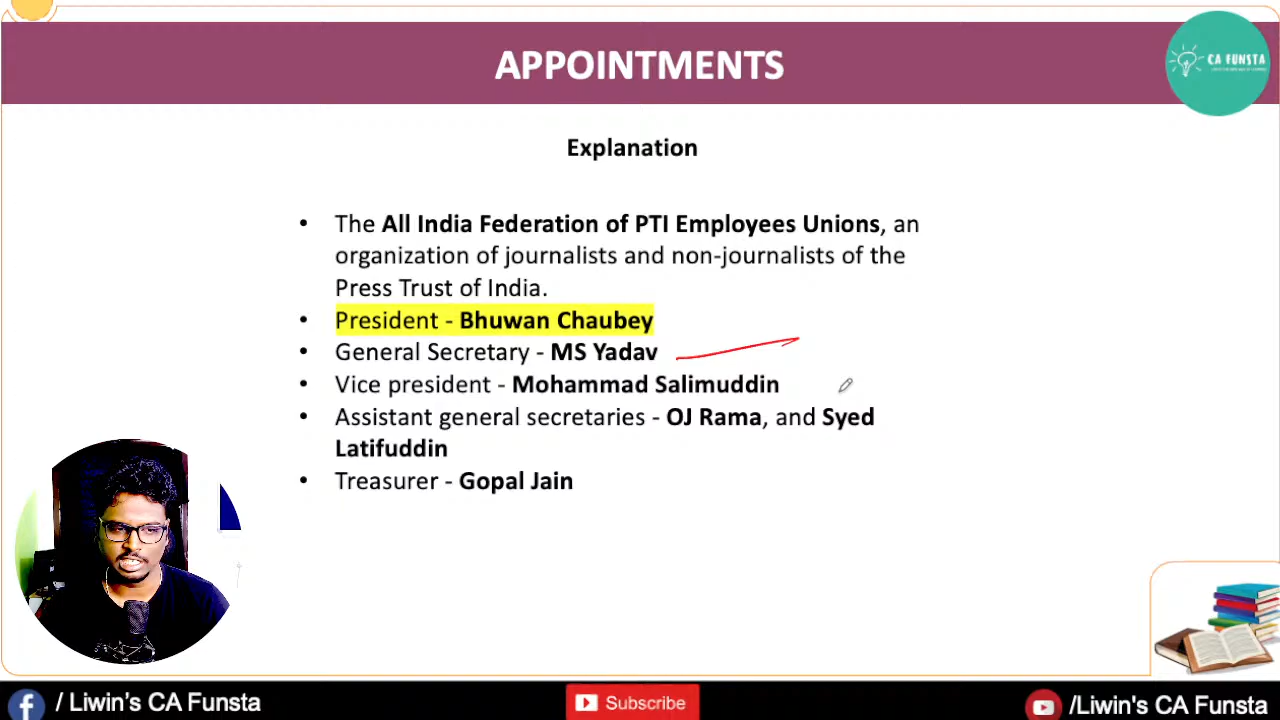 APPOINTMENTS
CA FUNSTA
Explanation
• The All India Federation of PTI Employees Unions, an
organization of journalists and non-journalists of the
Press Trust of India.
• President - Bhuwan Chaubey
• General Secretary - MS Yadav
• Vice president - Mohammad Salimuddin
• Assistant general secretaries - OJ Rama, and Syed
Latifuddin
• Treasurer - Gopal Jain
/ Liwin's CA Funsta
Subscribe
/Liwin's CA Funsta